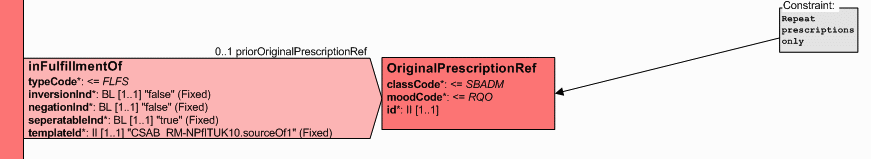 Constraint:
Repeat
prescriptions
only
0..1 priorOriginalPrescriptionRef
inFulfillmentOf
typeCode*: <= FLFS
inversionInd*: BL [1..1] "false" (Fixed)
negationInd*: BL [1..1] "false" (Fixed)
seperatableInd*: BL [1..1] "true" (Fixed)
templateId*: II [1..1] "CSAB_RM-NPfITUK10.sourceOf1" (Fixed)
OriginalPrescriptionRef
classCode*: <= SBADM
moodCode*: <= RQO
id*: II [1..1]